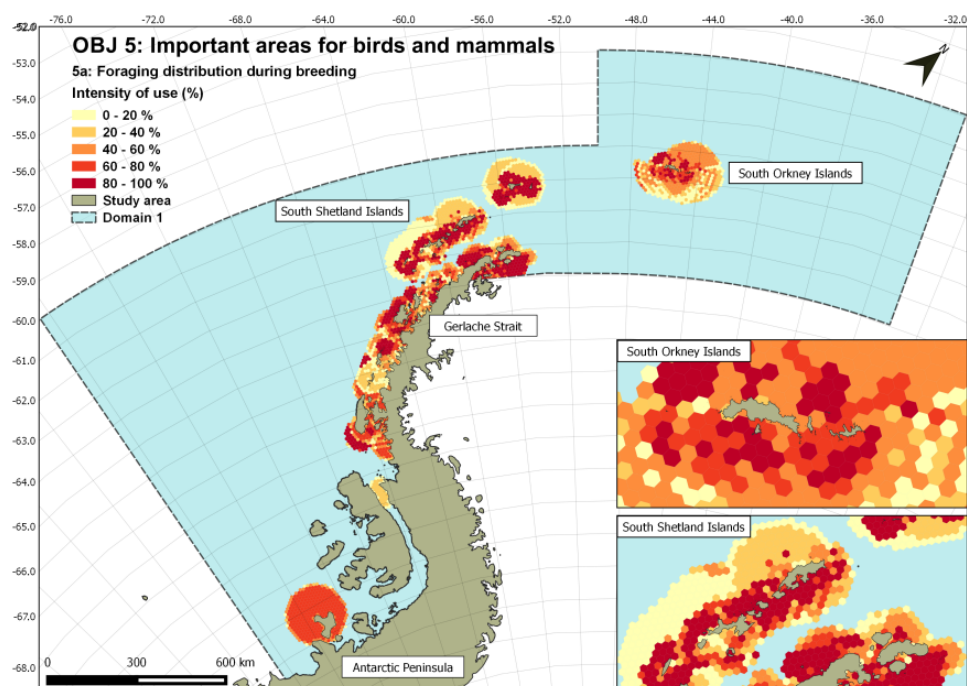 -52.0 -76.0 -72.0 -68.0 -64.0 -60.0 -56.0 -52.0 -48.0 -44.0 -40.0 -36.0 -32.0
OBJ 5: Important areas for birds and mammals
5a: Foraging distribution during breeding
Intensity of use (%)
0 - 20 %
20 - 40 %
40 - 60 %
60 - 80 %
80 - 100 %
Study area
Domain 1
N
-53.0
-54.0
-55.0
-56.0
-57.0
-58.0
-59.0
-60.0
-61.0
-62.0
-63.0
-64.0
-65.0
-66.0
-67.0
-68.0
South Orkney Islands
South Shetland Islands
Gerlache Strait
South Orkney Islands
South Shetland Islands
Antarctic Peninsula
0 300 600 km